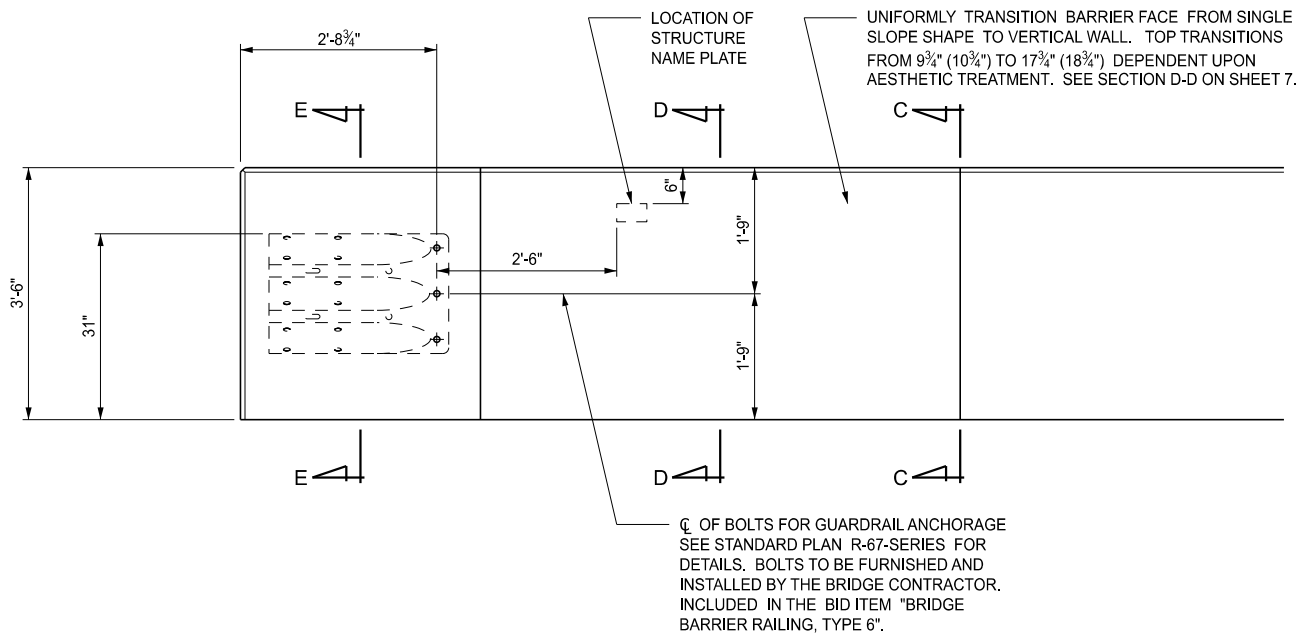 LOCATION OF
STRUCTURE
NAME PLATE
UNIFORMLY TRANSITION BARRIER FACE FROM SINGLE
SLOPE SHAPE TO VERTICAL WALL. TOP TRANSITIONS
FROM 9¾" (10¾") TO 17¾" (18¾") DEPENDENT UPON
AESTHETIC TREATMENT. SEE SECTION D-D ON SHEET 7.
2'-8¾"
E
D
C
6"
1'-9"
2'-6"
3'-6"
31"
1'-9"
E
D
C
℄ OF BOLTS FOR GUARDRAIL ANCHORAGE
SEE STANDARD PLAN R-67-SERIES FOR
DETAILS. BOLTS TO BE FURNISHED AND
INSTALLED BY THE BRIDGE CONTRACTOR.
INCLUDED IN THE BID ITEM "BRIDGE
BARRIER RAILING, TYPE 6".